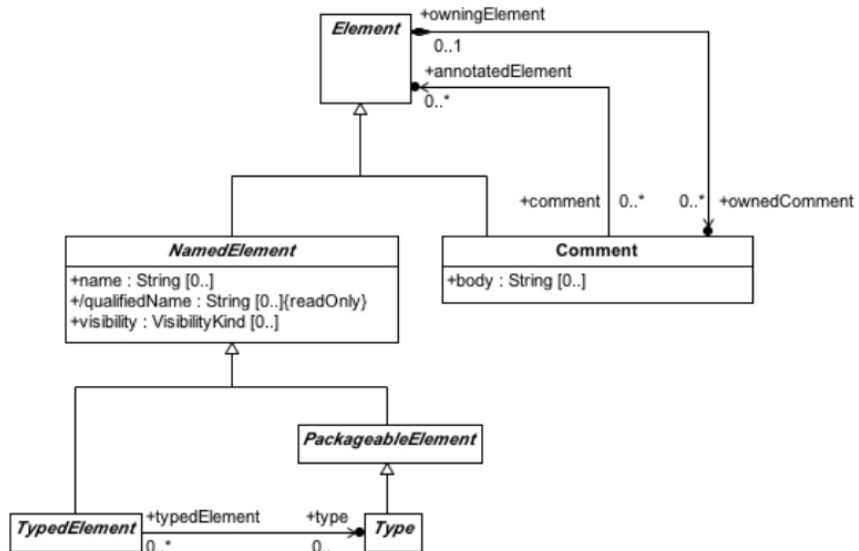 Element
+owningElement
0..1
+annotatedElement
0..*
+comment
0..*
0..*
+ownedComment
NamedElement
+name : String [0..]
+/qualifiedName : String [0..]{readOnly}
+visibility : VisibilityKind [0..]
Comment
+body : String [0..]
PackageableElement
TypedElement
+typedElement
0..*
+type
0..
Type